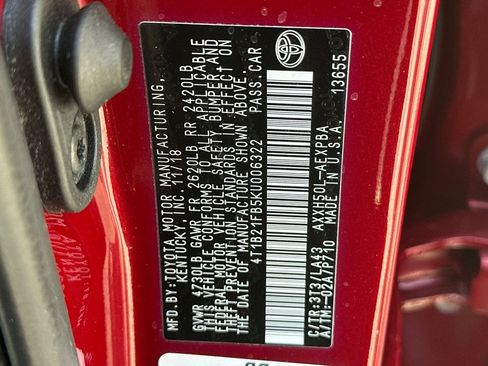 MFD.BY:TOYOTA MOTOR MANUFACTURING,
KENTUCKY INC. 11/18
GVWR 4730LB GAWR FR 2620LB RR 2420LB
THIS VEHICLE CONFORMS TO ALL APPLICABLE
FEDERAL MOTOR VEHICLE SAFETY, BUMPER, AND
THEFT PREVENTION STANDARDS IN EFFECT ON
THE DATE OF MANUFACTURE SHOWN ABOVE.
4T1B21FB5KU006322 PASS.CAR
C/TR:3T3/LA43 AXXH50L-AEXPBA
A/TM:-02A/P710 MADE IN U.S.A.
13655